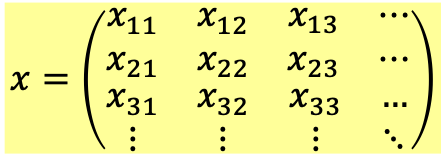 x₁₁ x₁₂ x₁₃ ⋯
x₂₁ x₂₂ x₂₃ ⋯
x = ( x₃₁ x₃₂ x₃₃ … )
⋮ ⋮ ⋮ ⋱